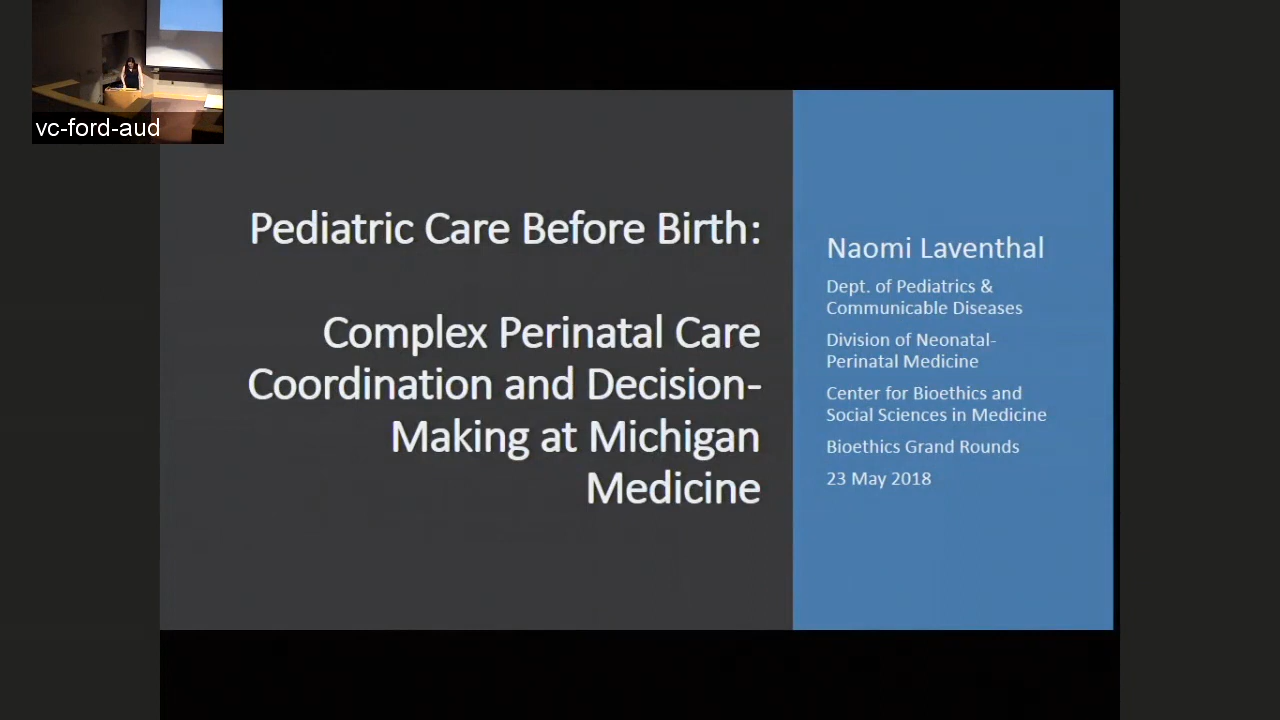 vc-ford-aud
Pediatric Care Before Birth:
Complex Perinatal Care
Coordination and Decision-
Making at Michigan
Medicine
Naomi Laventhal
Dept. of Pediatrics &
Communicable Diseases
Division of Neonatal-
Perinatal Medicine
Center for Bioethics and
Social Sciences in Medicine
Bioethics Grand Rounds
23 May 2018